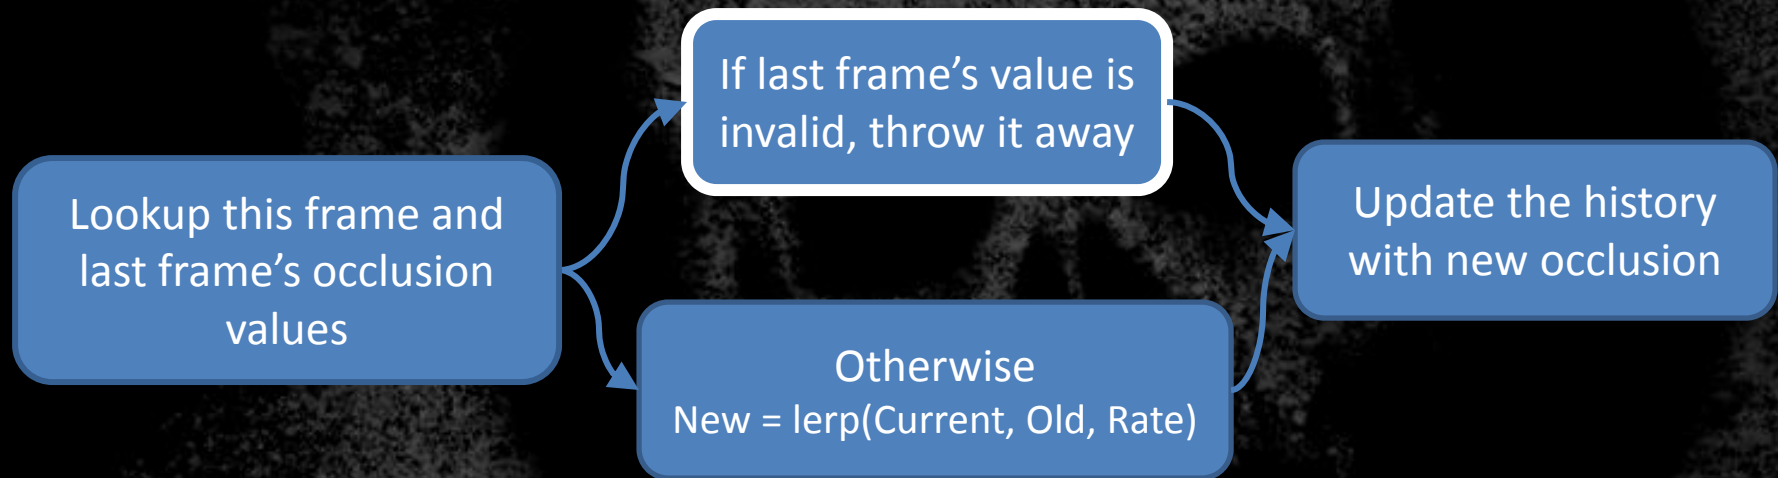 Lookup this frame and
last frame’s occlusion
values
If last frame’s value is
invalid, throw it away
Otherwise
New = lerp(Current, Old, Rate)
Update the history
with new occlusion